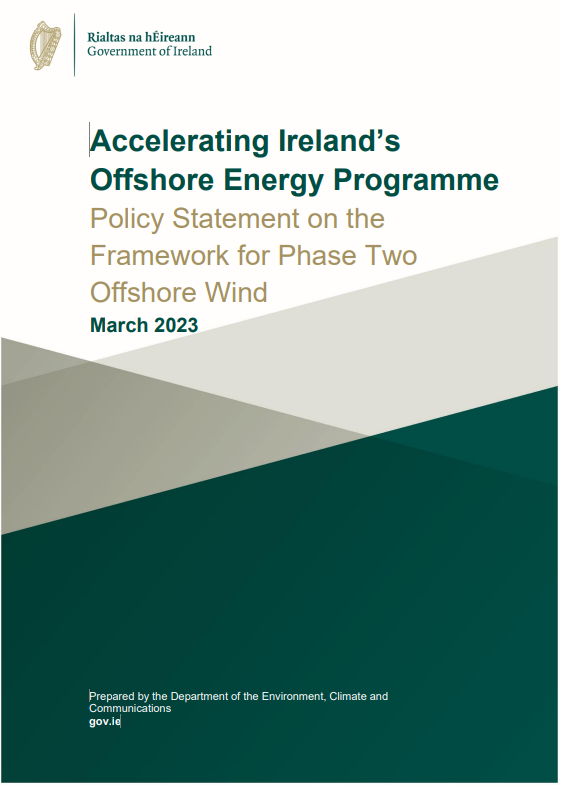 Rialtas na hÉireann
Government of Ireland
Accelerating Ireland’s
Offshore Energy Programme
Policy Statement on the
Framework for Phase Two
Offshore Wind
March 2023
Prepared by the Department of the Environment, Climate and
Communications
gov.ie